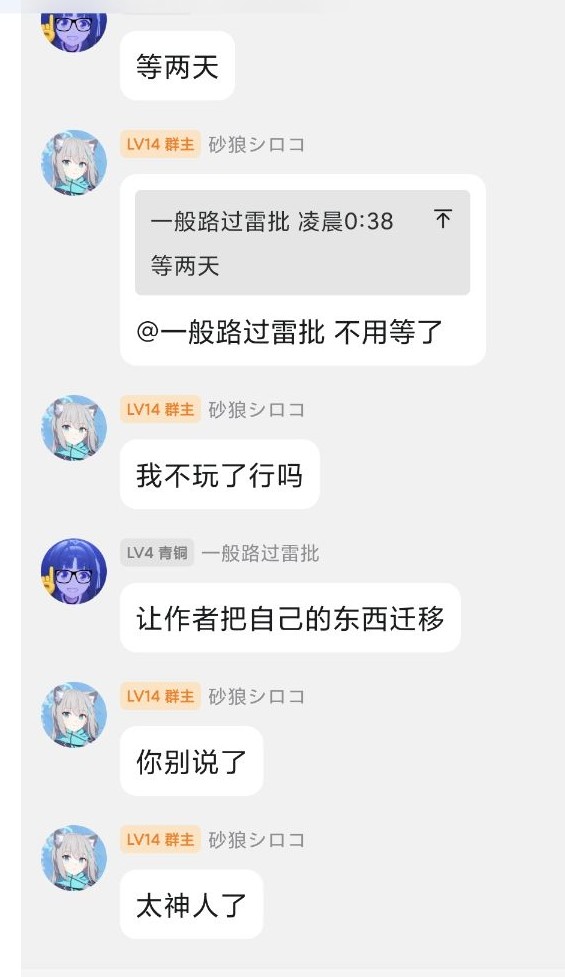 等两天
LV14 群主 砂狼シロコ
一般路过雷批 凌晨0:38
等两天
@一般路过雷批 不用等了
LV14 群主 砂狼シロコ
我不玩了行吗
LV4 青铜 一般路过雷批
让作者把自己的东西迁移
LV14 群主 砂狼シロコ
你别说了
LV14 群主 砂狼シロコ
太神人了